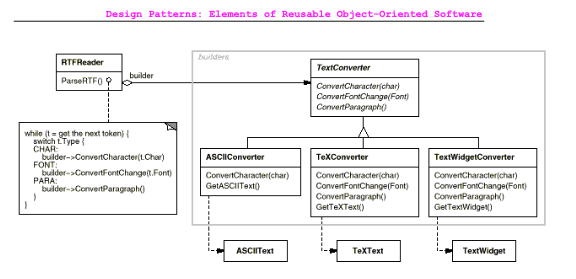 Design Patterns: Elements of Reusable Object-Oriented Software
builders
RTFReader
ParseRTF()
builder
TextConverter
ConvertCharacter(char)
ConvertFontChange(Font)
ConvertParagraph()
while (t = get the next token) {
switch t.Type {
CHAR:
builder->ConvertCharacter(t.Char)
FONT:
builder->ConvertFontChange(t.Font)
PARA:
builder->ConvertParagraph()
}
}
ASCIIConverter
ConvertCharacter(char)
GetASCIIText()
TeXConverter
ConvertCharacter(char)
ConvertFontChange(Font)
ConvertParagraph()
GetTeXText()
TextWidgetConverter
ConvertCharacter(char)
ConvertFontChange(Font)
ConvertParagraph()
GetTextWidget()
ASCIIText
TeXText
TextWidget